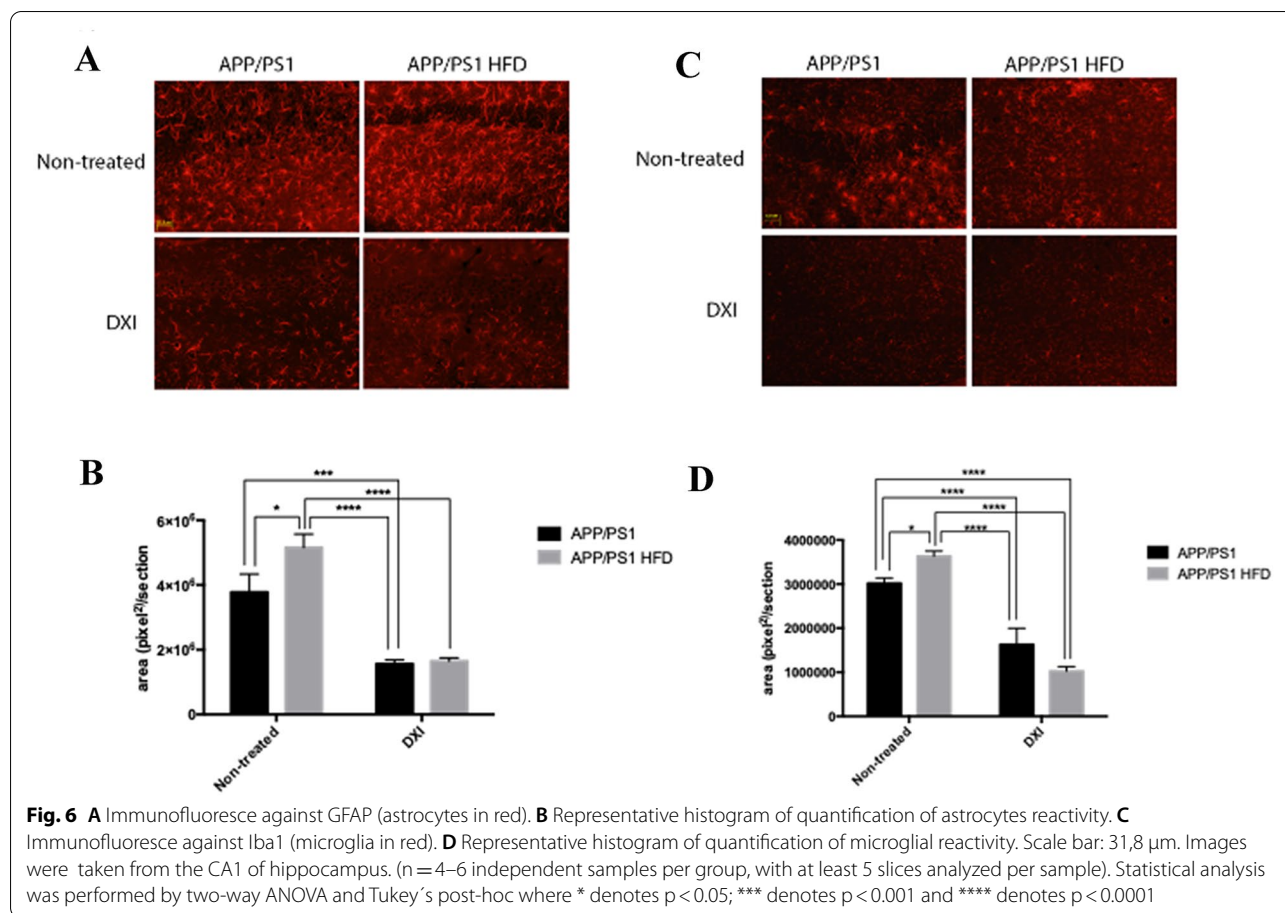 A
APP/PS1
APP/PS1 HFD
Non-treated
DXI
C
APP/PS1
APP/PS1 HFD
Non-treated
DXI
B
***
****
*
****
6×10⁶
4×10⁶
2×10⁶
0
area (pixel²)/section
Non-treated
DXI
APP/PS1
APP/PS1 HFD
D
****
****
****
*
****
4000000
3000000
2000000
1000000
0
area (pixel²)/section
Non-treated
DXI
APP/PS1
APP/PS1 HFD
Fig. 6 A Immunofluoresce against GFAP (astrocytes in red). B Representative histogram of quantification of astrocytes reactivity. C
Immunofluoresce against Iba1 (microglia in red). D Representative histogram of quantification of microglial reactivity. Scale bar: 31,8 µm. Images
were taken from the CA1 of hippocampus. (n = 4–6 independent samples per group, with at least 5 slices analyzed per sample). Statistical analysis
was performed by two-way ANOVA and Tukey´s post-hoc where * denotes p < 0.05; *** denotes p < 0.001 and **** denotes p < 0.0001